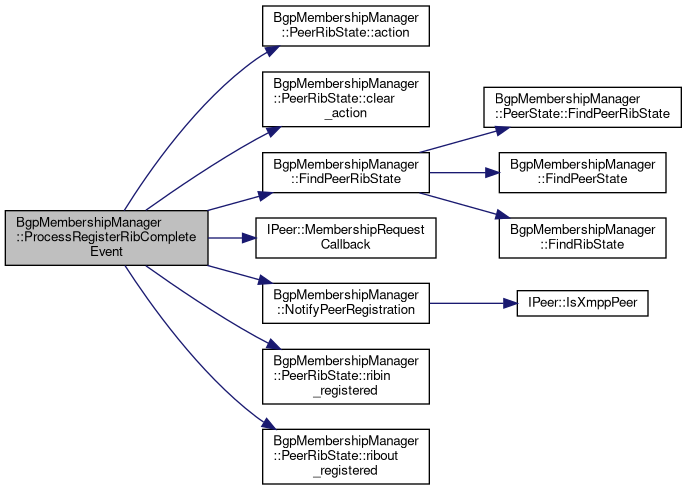 BgpMembershipManager
::PeerRibState::action
BgpMembershipManager
::PeerRibState::clear
_action
BgpMembershipManager
::PeerState::FindPeerRibState
BgpMembershipManager
::FindPeerRibState
BgpMembershipManager
::FindPeerState
BgpMembershipManager
::ProcessRegisterRibComplete
Event
IPeer::MembershipRequest
Callback
BgpMembershipManager
::FindRibState
BgpMembershipManager
::NotifyPeerRegistration
IPeer::IsXmppPeer
BgpMembershipManager
::PeerRibState::ribin
_registered
BgpMembershipManager
::PeerRibState::ribout
_registered